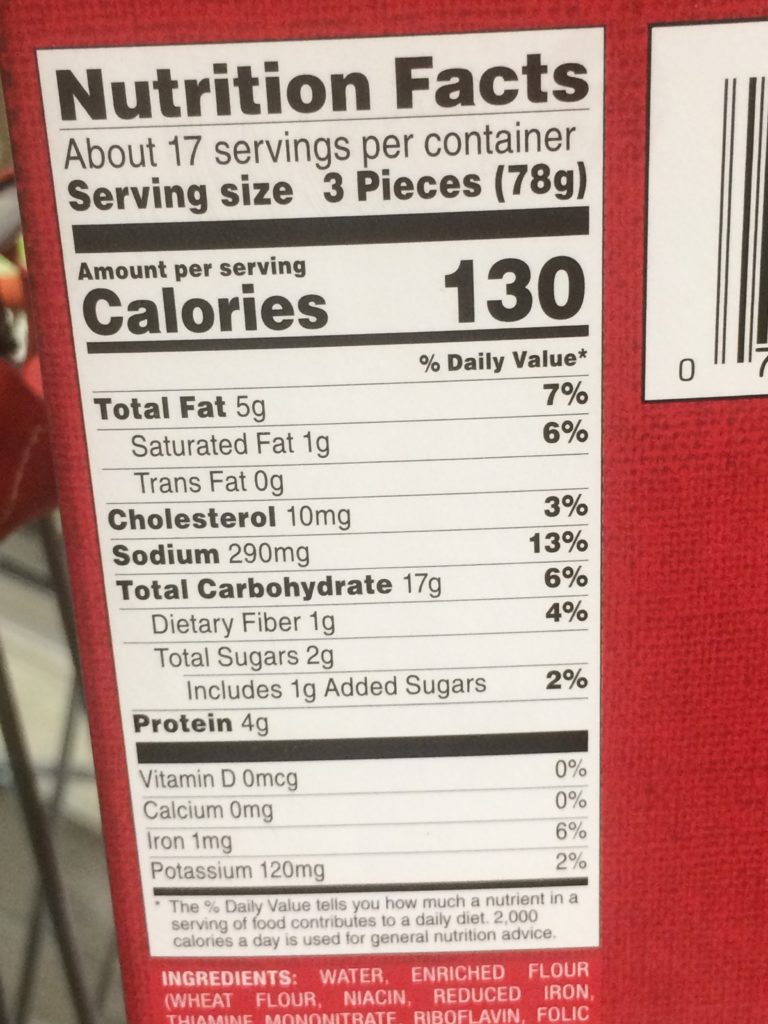 Nutrition Facts
About 17 servings per container
Serving size 3 Pieces (78g)
Amount per serving
Calories 130
% Daily Value*
Total Fat 5g 7%
Saturated Fat 1g 6%
Trans Fat 0g
Cholesterol 10mg 3%
Sodium 290mg 13%
Total Carbohydrate 17g 6%
Dietary Fiber 1g 4%
Total Sugars 2g
Includes 1g Added Sugars 2%
Protein 4g
Vitamin D 0mcg 0%
Calcium 0mg 0%
Iron 1mg 6%
Potassium 120mg 2%
* The % Daily Value tells you how much a nutrient in a
serving of food contributes to a daily diet. 2,000
calories a day is used for general nutrition advice.
INGREDIENTS: WATER, ENRICHED FLOUR
(WHEAT FLOUR, NIACIN, REDUCED IRON,
THIAMINE MONONITRATE, RIBOFLAVIN, FOLIC
0